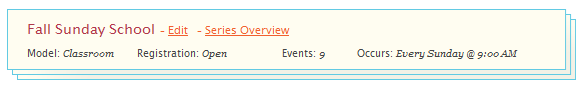 Fall Sunday School - Edit - Series Overview
Model: Classroom Registration: Open Events: 9 Occurs: Every Sunday @ 9:00 AM